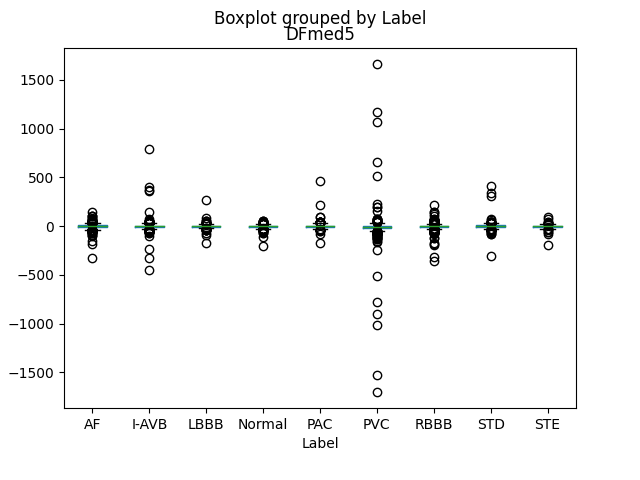 Boxplot grouped by Label
DFmed5
1500
1000
500
0
−500
−1000
−1500
AF I-AVB LBBB Normal PAC PVC RBBB STD STE
Label